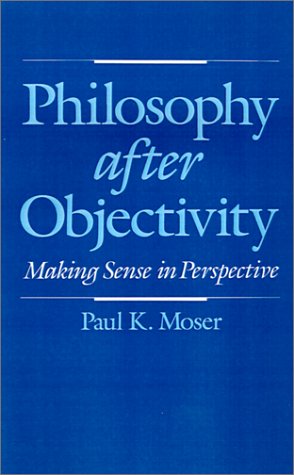 Philosophy
after
Objectivity
Making Sense in Perspective
Paul K. Moser